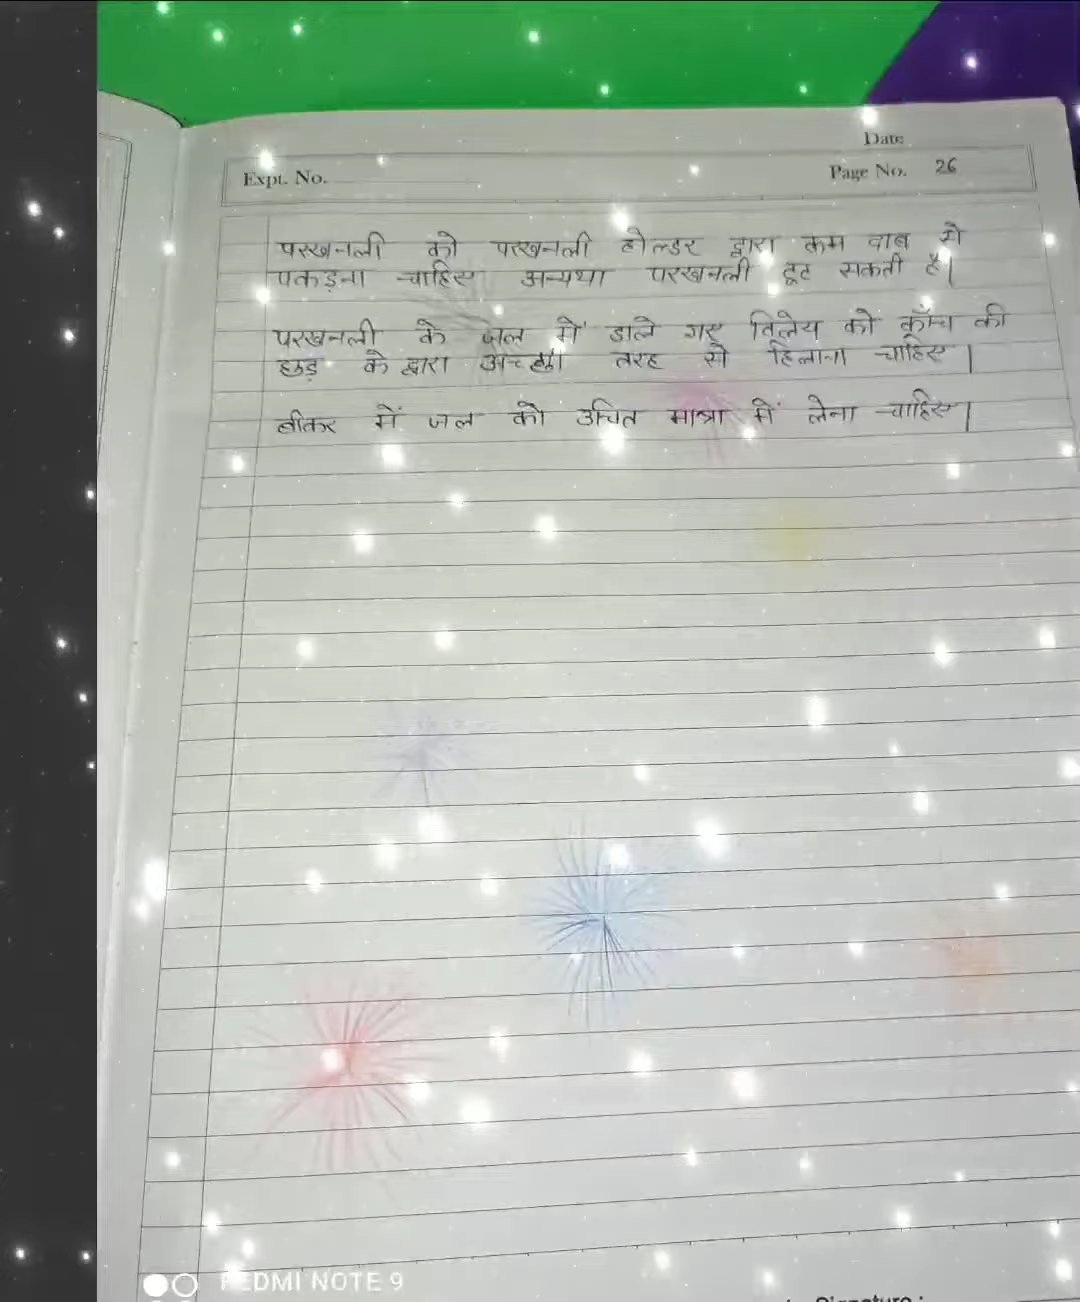 Date
Expt. No.
Page No. 26
परखनली को परखनली होल्डर द्वारा कम दाब से
पकड़ना चाहिए अन्यथा परखनली टूट सकती है।
परखनली के जल में डाले गए विलेय को काँच की
छड़ के द्वारा अच्छी तरह से हिलाना चाहिए।
बीकर में जल को उचित मात्रा में लेना चाहिए।
REDMI NOTE 9
Signature :